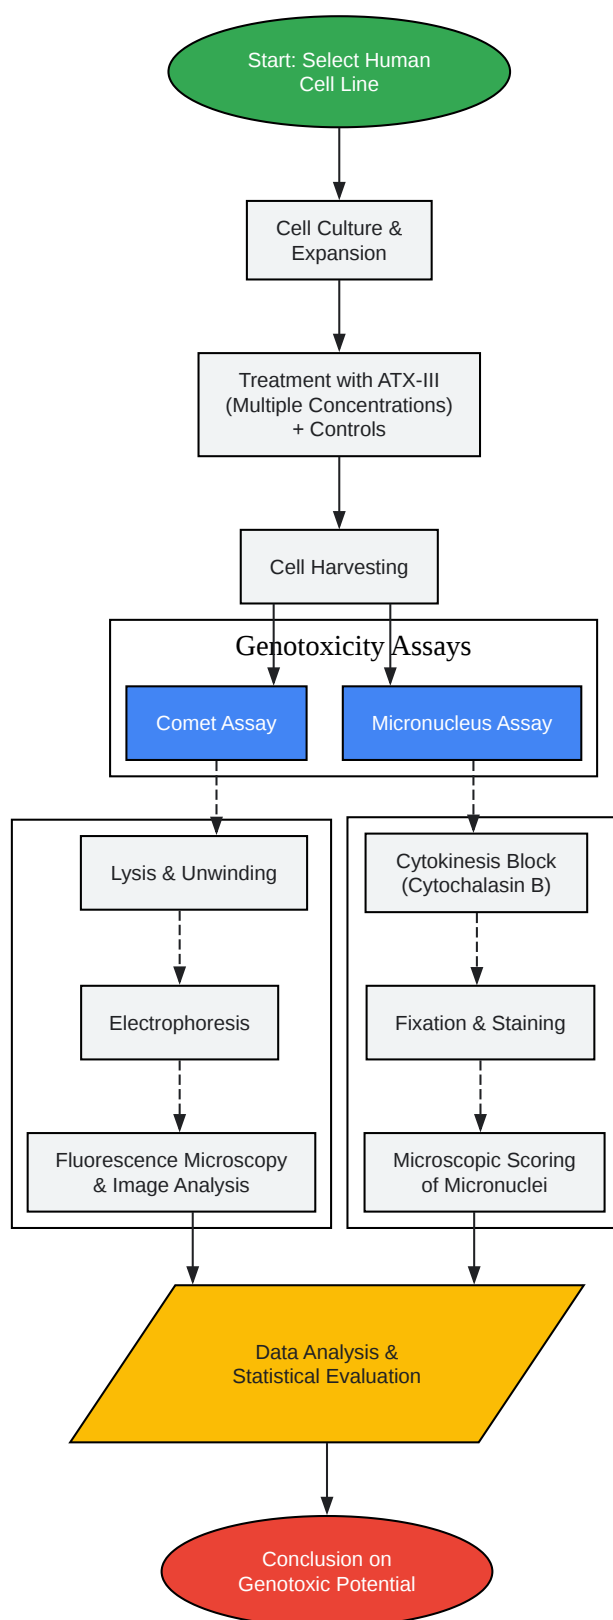 Start: Select Human
Cell Line
Cell Culture &
Expansion
Treatment with ATX-III
(Multiple Concentrations)
+ Controls
Cell Harvesting
Genotoxicity Assays
Comet Assay
Micronucleus Assay
Lysis & Unwinding
Electrophoresis
Fluorescence Microscopy
& Image Analysis
Cytokinesis Block
(Cytochalasin B)
Fixation & Staining
Microscopic Scoring
of Micronuclei
Data Analysis &
Statistical Evaluation
Conclusion on
Genotoxic Potential